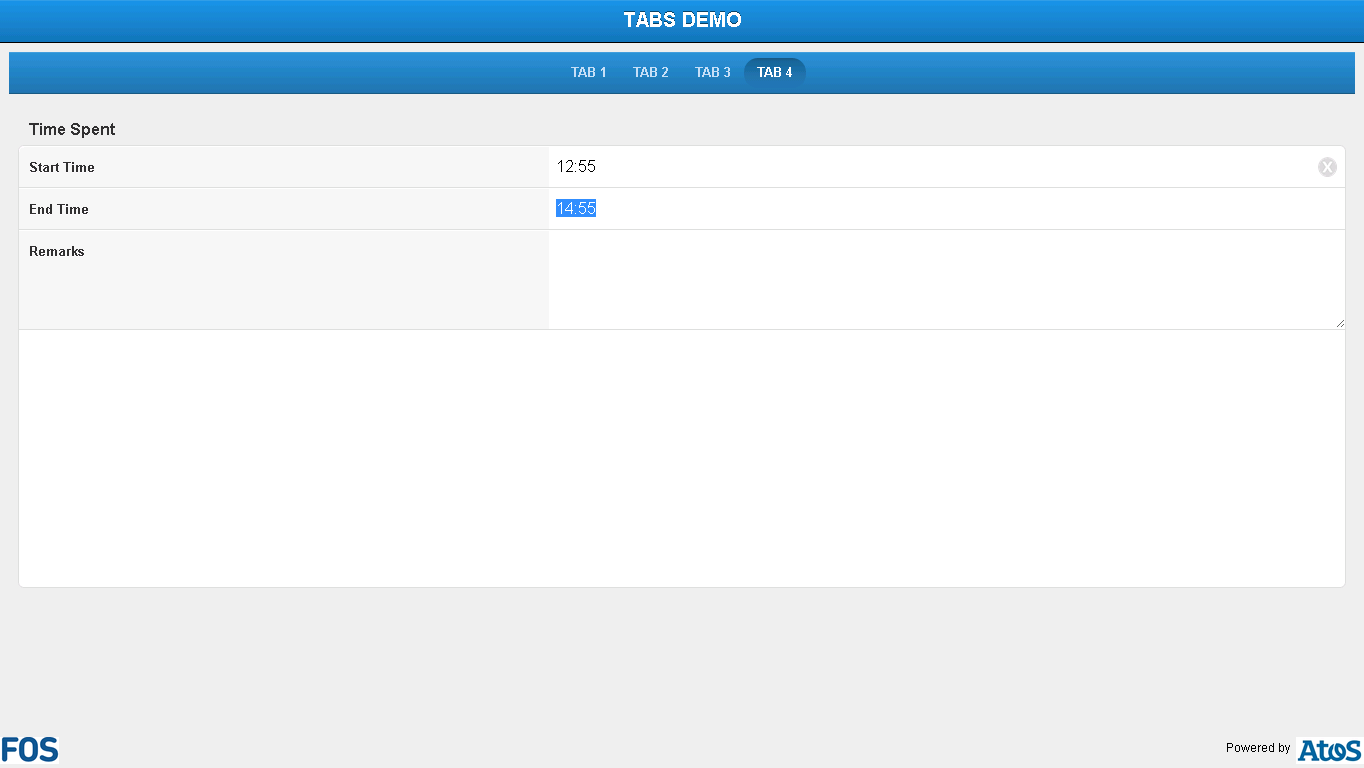 TABS DEMO
TAB 1 TAB 2 TAB 3 TAB 4
Time Spent
Start Time 12:55
End Time 14:55
Remarks
FOS Powered by Atos